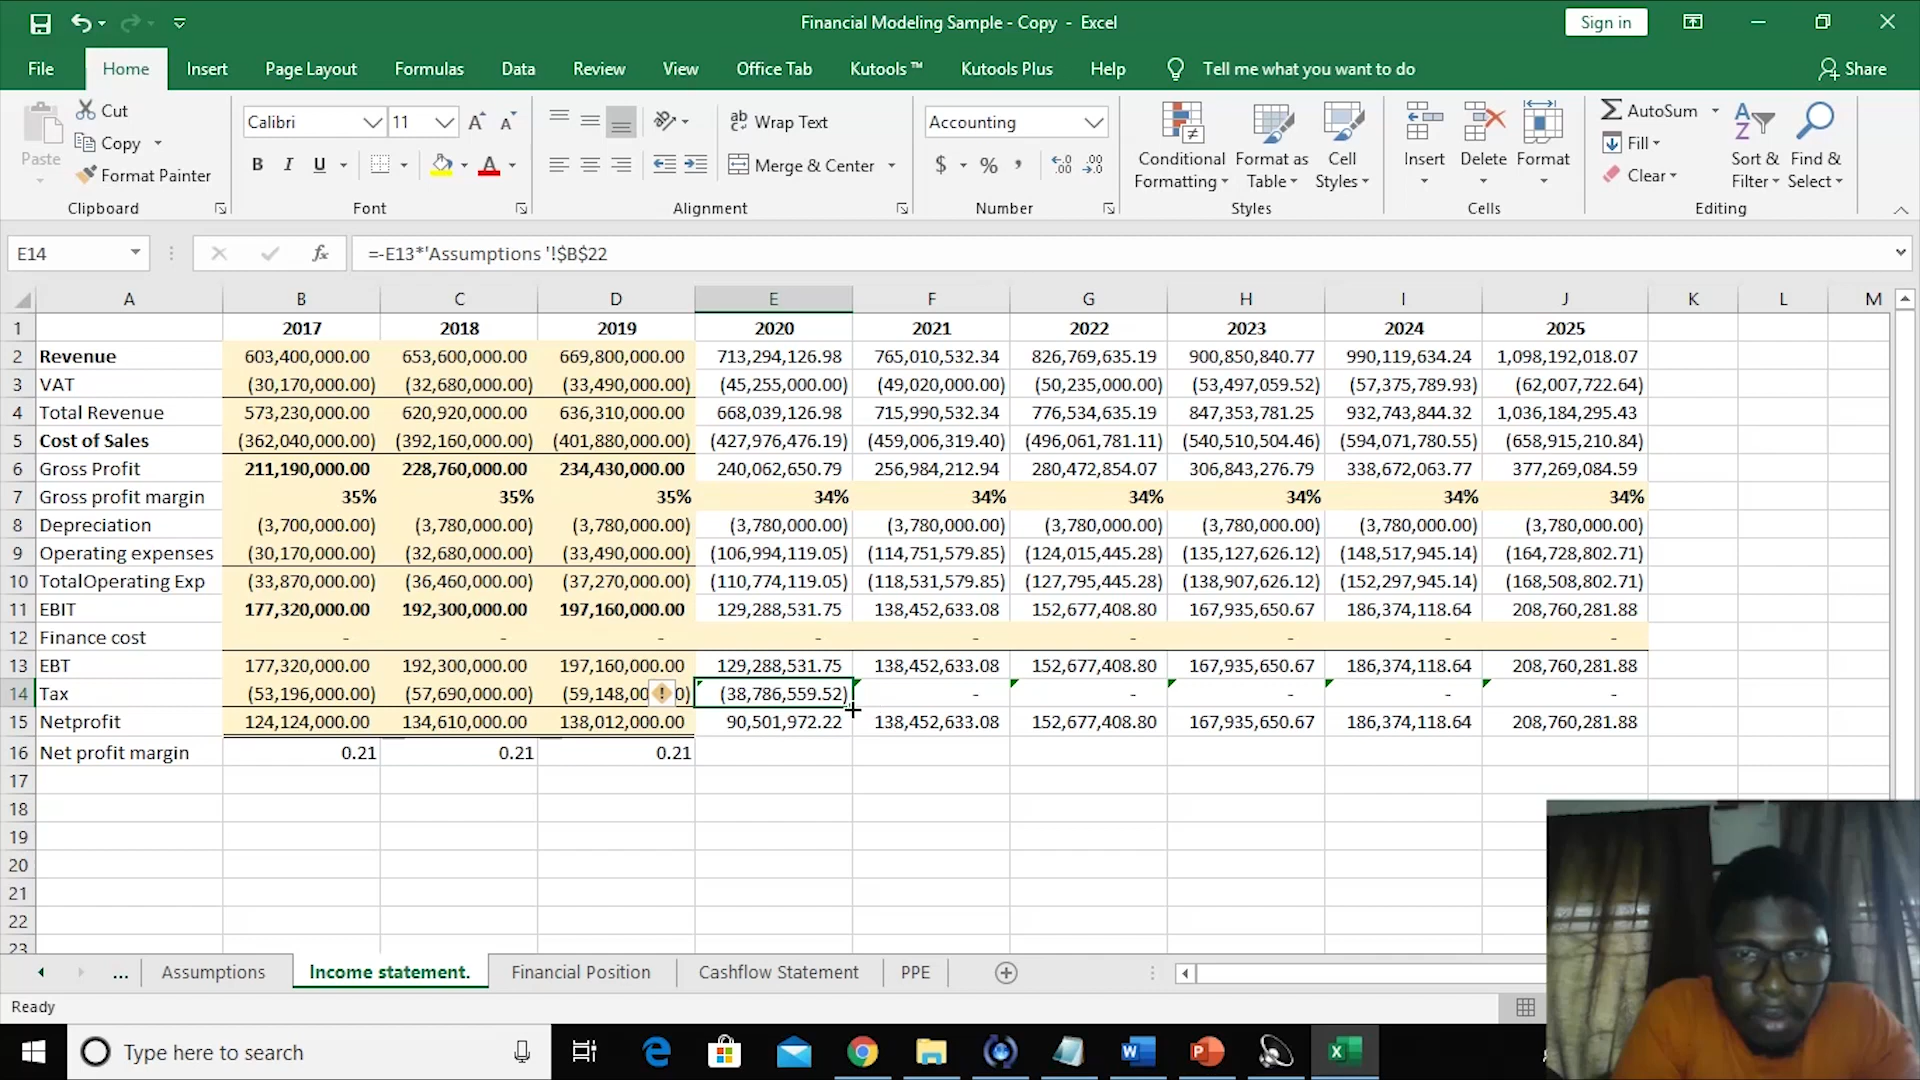 Financial Modeling Sample - Copy - Excel
Sign in
File Home Insert Page Layout Formulas Data Review View Office Tab Kutools ™ Kutools Plus Help Tell me what you want to do Share
Paste
Cut
Copy
Format Painter
Clipboard
Calibri 11
B I U
Font
Wrap Text
Merge & Center
Alignment
Accounting
$ % ,
Number
Conditional Formatting
Format as Table
Cell Styles
Styles
Insert Delete Format
Cells
AutoSum
Fill
Clear
Sort & Filter
Find & Select
Editing
E14 fx =-E13*'Assumptions '!$B$22
A B C D E F G H I J K L M
1 2017 2018 2019 2020 2021 2022 2023 2024 2025
2 Revenue 603,400,000.00 653,600,000.00 669,800,000.00 713,294,126.98 765,010,532.34 826,769,635.19 900,850,840.77 990,119,634.24 1,098,192,018.07
3 VAT (30,170,000.00) (32,680,000.00) (33,490,000.00) (45,255,000.00) (49,020,000.00) (50,235,000.00) (53,497,059.52) (57,375,789.93) (62,007,722.64)
4 Total Revenue 573,230,000.00 620,920,000.00 636,310,000.00 668,039,126.98 715,990,532.34 776,534,635.19 847,353,781.25 932,743,844.32 1,036,184,295.43
5 Cost of Sales (362,040,000.00) (392,160,000.00) (401,880,000.00) (427,976,476.19) (459,006,319.40) (496,061,781.11) (540,510,504.46) (594,071,780.55) (658,915,210.84)
6 Gross Profit 211,190,000.00 228,760,000.00 234,430,000.00 240,062,650.79 256,984,212.94 280,472,854.07 306,843,276.79 338,672,063.77 377,269,084.59
7 Gross profit margin 35% 35% 35% 34% 34% 34% 34% 34% 34%
8 Depreciation (3,700,000.00) (3,780,000.00) (3,780,000.00) (3,780,000.00) (3,780,000.00) (3,780,000.00) (3,780,000.00) (3,780,000.00) (3,780,000.00)
9 Operating expenses (30,170,000.00) (32,680,000.00) (33,490,000.00) (106,994,119.05) (114,751,579.85) (124,015,445.28) (135,127,626.12) (148,517,945.14) (164,728,802.71)
10 TotalOperating Exp (33,870,000.00) (36,460,000.00) (37,270,000.00) (110,774,119.05) (118,531,579.85) (127,795,445.28) (138,907,626.12) (152,297,945.14) (168,508,802.71)
11 EBIT 177,320,000.00 192,300,000.00 197,160,000.00 129,288,531.75 138,452,633.08 152,677,408.80 167,935,650.67 186,374,118.64 208,760,281.88
12 Finance cost - - - - - - - - -
13 EBT 177,320,000.00 192,300,000.00 197,160,000.00 129,288,531.75 138,452,633.08 152,677,408.80 167,935,650.67 186,374,118.64 208,760,281.88
14 Tax (53,196,000.00) (57,690,000.00) (59,148,00 0) (38,786,559.52) - - - - -
15 Netprofit 124,124,000.00 134,610,000.00 138,012,000.00 90,501,972.22 138,452,633.08 152,677,408.80 167,935,650.67 186,374,118.64 208,760,281.88
16 Net profit margin 0.21 0.21 0.21
17
18
19
20
21
22
23
... Assumptions Income statement. Financial Position Cashflow Statement PPE
Ready
Type here to search